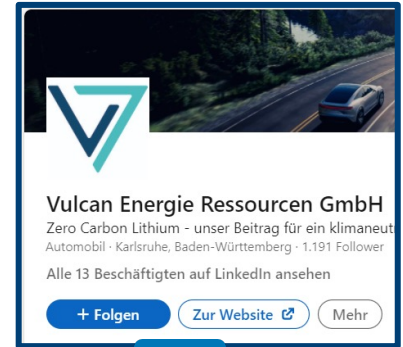 Vulcan Energie Ressourcen GmbH
Zero Carbon Lithium - unser Beitrag für ein klimaneut
Automobil · Karlsruhe, Baden-Württemberg · 1.191 Follower
Alle 13 Beschäftigten auf LinkedIn ansehen
+ Folgen Zur Website Mehr